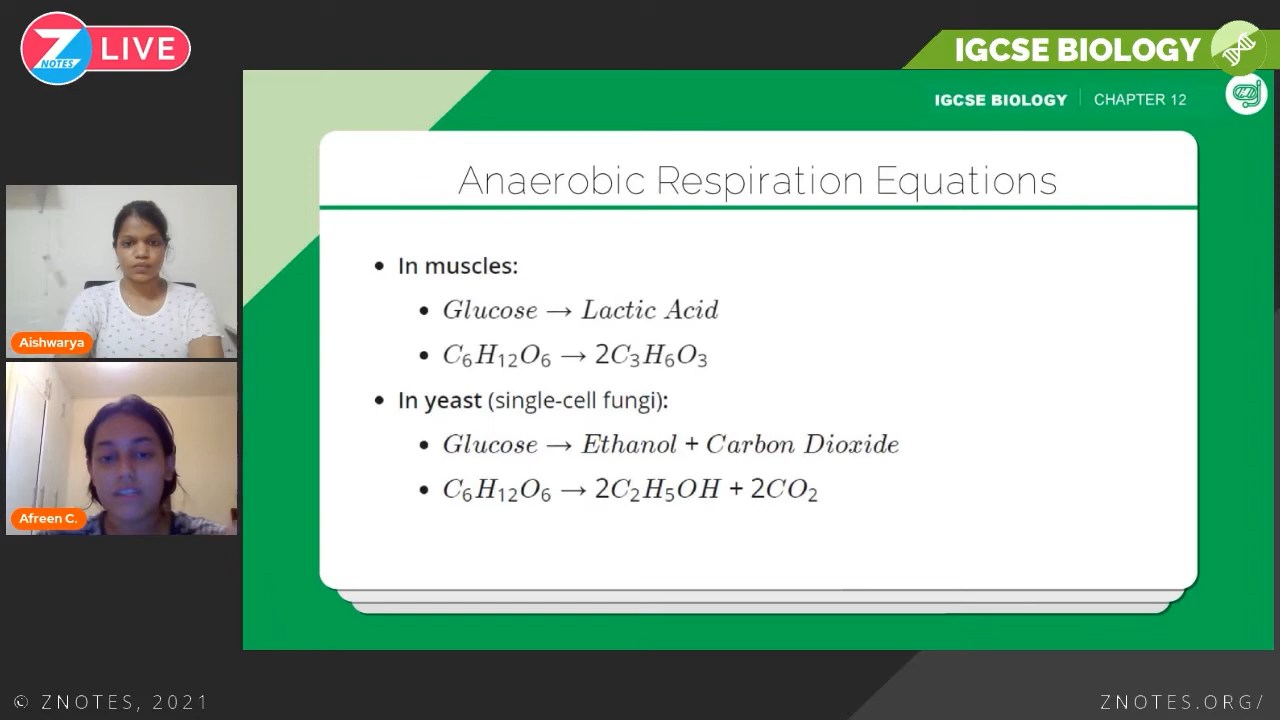 Z NOTES LIVE
IGCSE BIOLOGY
IGCSE BIOLOGY | CHAPTER 12
Anaerobic Respiration Equations
• In muscles:
• Glucose → Lactic Acid
• C₆H₁₂O₆ → 2C₃H₆O₃
• In yeast (single-cell fungi):
• Glucose → Ethanol + Carbon Dioxide
• C₆H₁₂O₆ → 2C₂H₅OH + 2CO₂
Aishwarya
Afreen C.
© ZNOTES, 2021
ZNOTES.ORG/